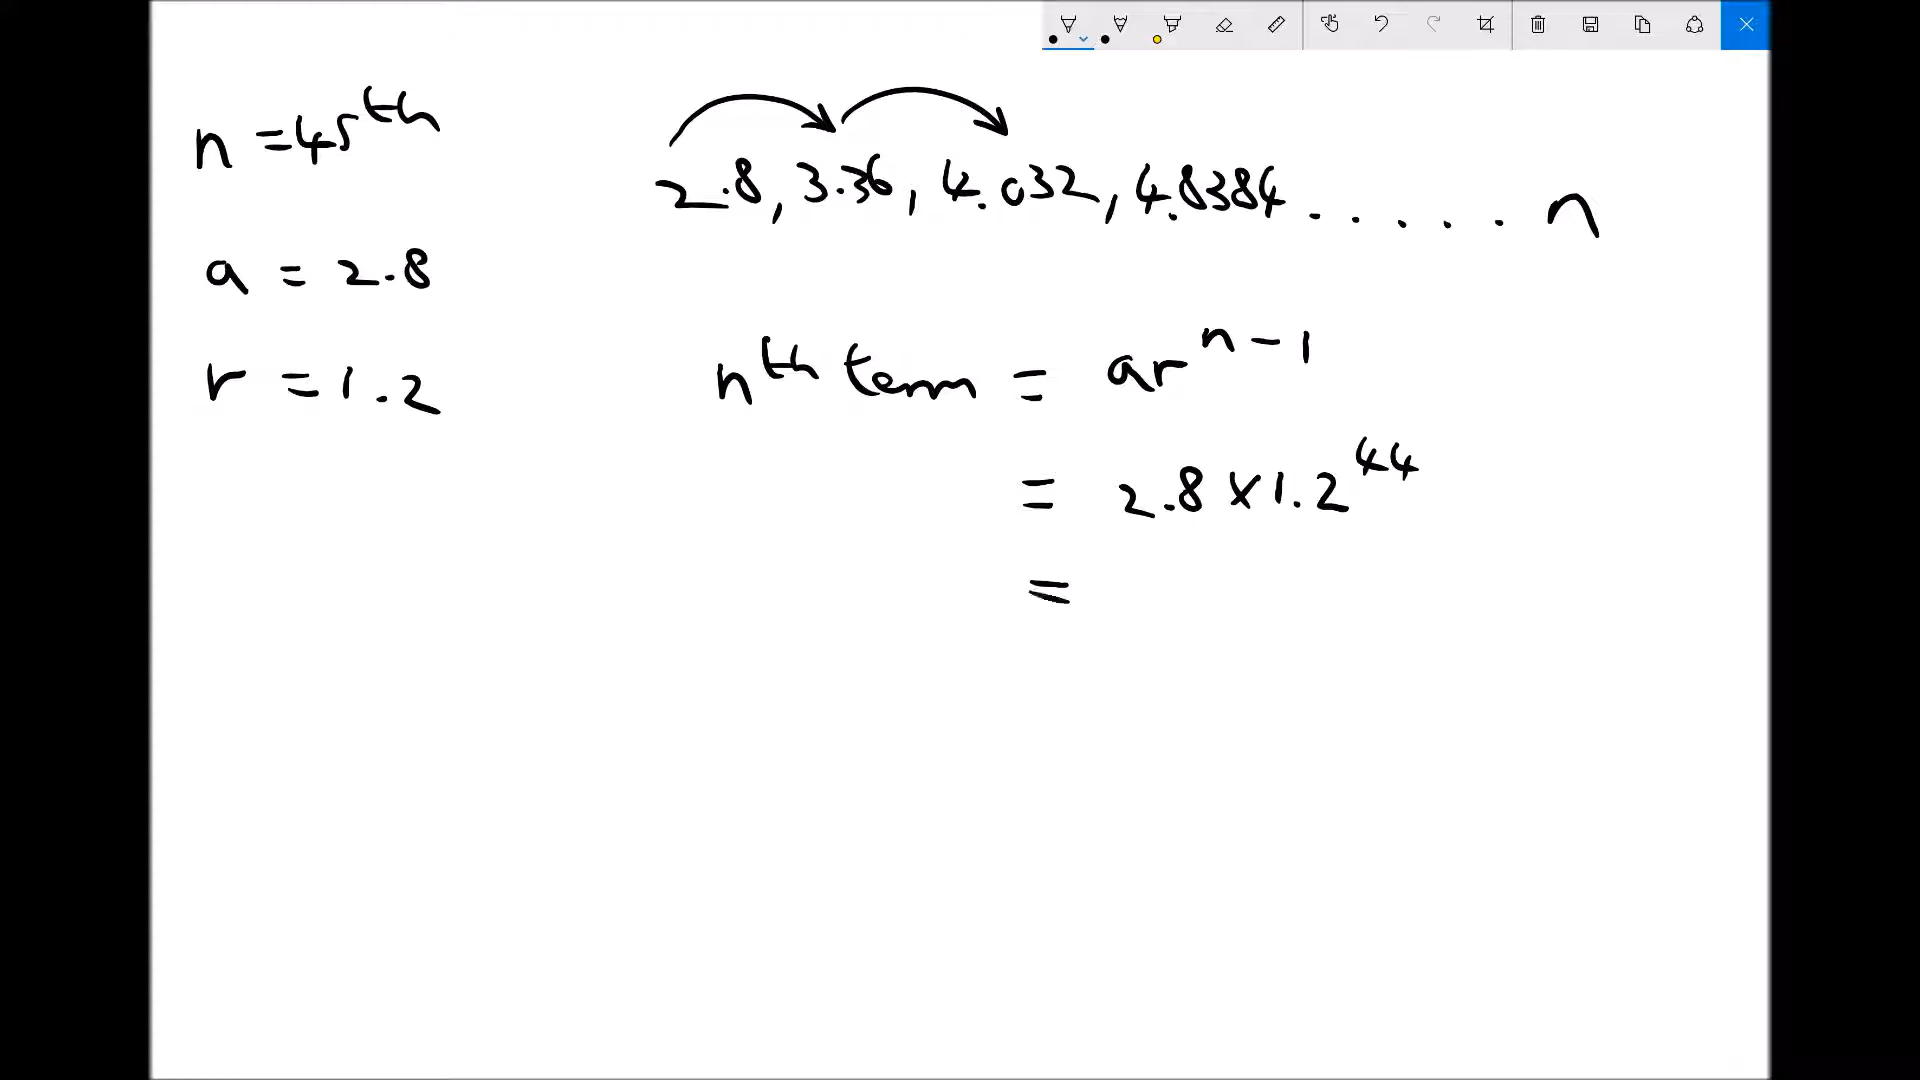 n = 45th
2.8, 3.36, 4.032, 4.8384 ..... n
a = 2.8
r = 1.2
nth term = ar^n-1
= 2.8 x 1.2^44
=